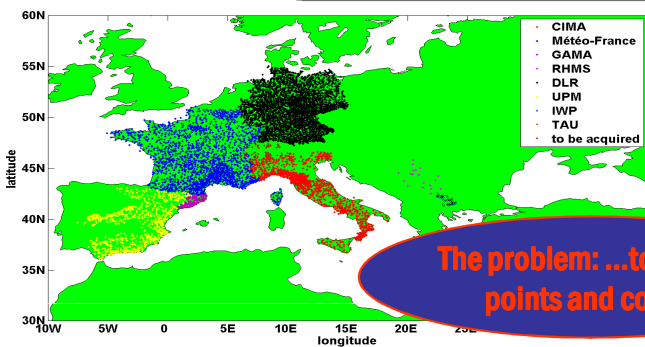 60N
55N
50N
45N
40N
35N
30N
latitude
10W 5W 0 5E 10E 15E 20E
longitude
CIMA
Météo-France
GAMA
RHMS
DLR
UPM
IWP
TAU
to be acquired
The problem: ...to
points and co